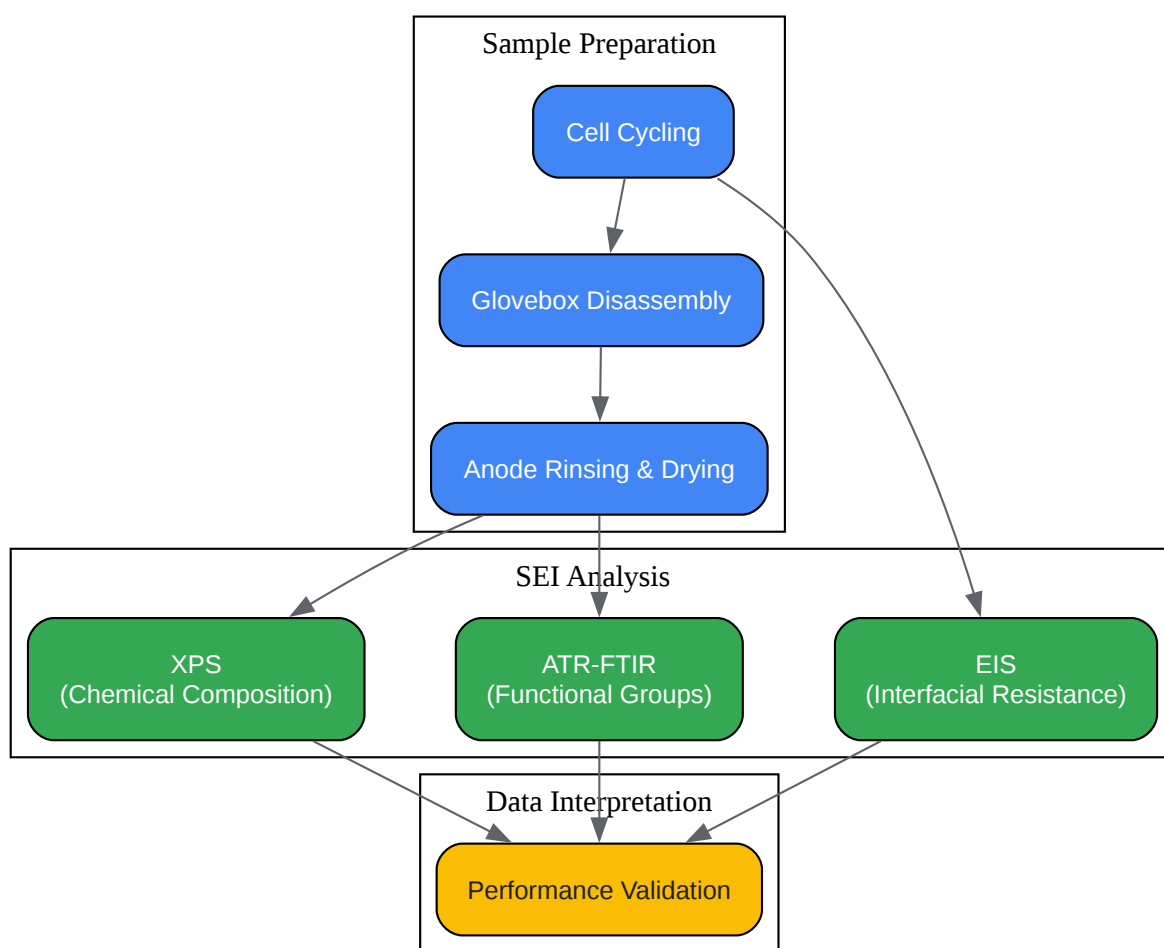 Sample Preparation
Cell Cycling
Glovebox Disassembly
Anode Rinsing & Drying
SEI Analysis
XPS
(Chemical Composition)
ATR-FTIR
(Functional Groups)
EIS
(Interfacial Resistance)
Data Interpretation
Performance Validation